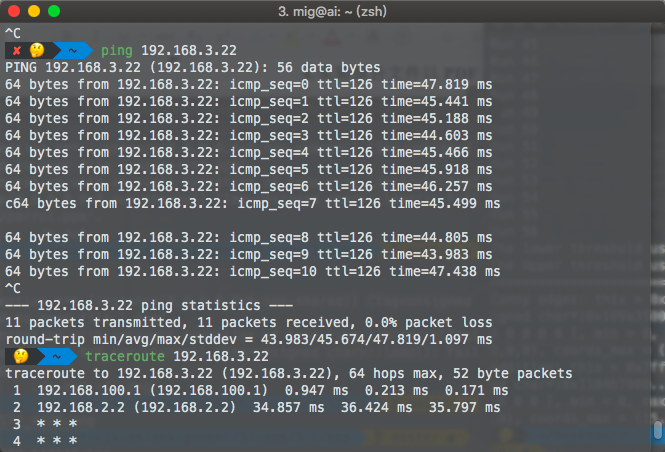 3. mig@ai: ~ (zsh)
^C
✘ 🤔 ~ ping 192.168.3.22
PING 192.168.3.22 (192.168.3.22): 56 data bytes
64 bytes from 192.168.3.22: icmp_seq=0 ttl=126 time=47.819 ms
64 bytes from 192.168.3.22: icmp_seq=1 ttl=126 time=45.441 ms
64 bytes from 192.168.3.22: icmp_seq=2 ttl=126 time=45.188 ms
64 bytes from 192.168.3.22: icmp_seq=3 ttl=126 time=44.603 ms
64 bytes from 192.168.3.22: icmp_seq=4 ttl=126 time=45.466 ms
64 bytes from 192.168.3.22: icmp_seq=5 ttl=126 time=45.918 ms
64 bytes from 192.168.3.22: icmp_seq=6 ttl=126 time=46.257 ms
c64 bytes from 192.168.3.22: icmp_seq=7 ttl=126 time=45.499 ms
64 bytes from 192.168.3.22: icmp_seq=8 ttl=126 time=44.805 ms
64 bytes from 192.168.3.22: icmp_seq=9 ttl=126 time=43.983 ms
64 bytes from 192.168.3.22: icmp_seq=10 ttl=126 time=47.438 ms
^C
--- 192.168.3.22 ping statistics ---
11 packets transmitted, 11 packets received, 0.0% packet loss
round-trip min/avg/max/stddev = 43.983/45.674/47.819/1.097 ms
🤔 ~ traceroute 192.168.3.22
traceroute to 192.168.3.22 (192.168.3.22), 64 hops max, 52 byte packets
1 192.168.100.1 (192.168.100.1) 0.947 ms 0.213 ms 0.171 ms
2 192.168.2.2 (192.168.2.2) 34.857 ms 36.424 ms 35.797 ms
3 * * *
4 * * *